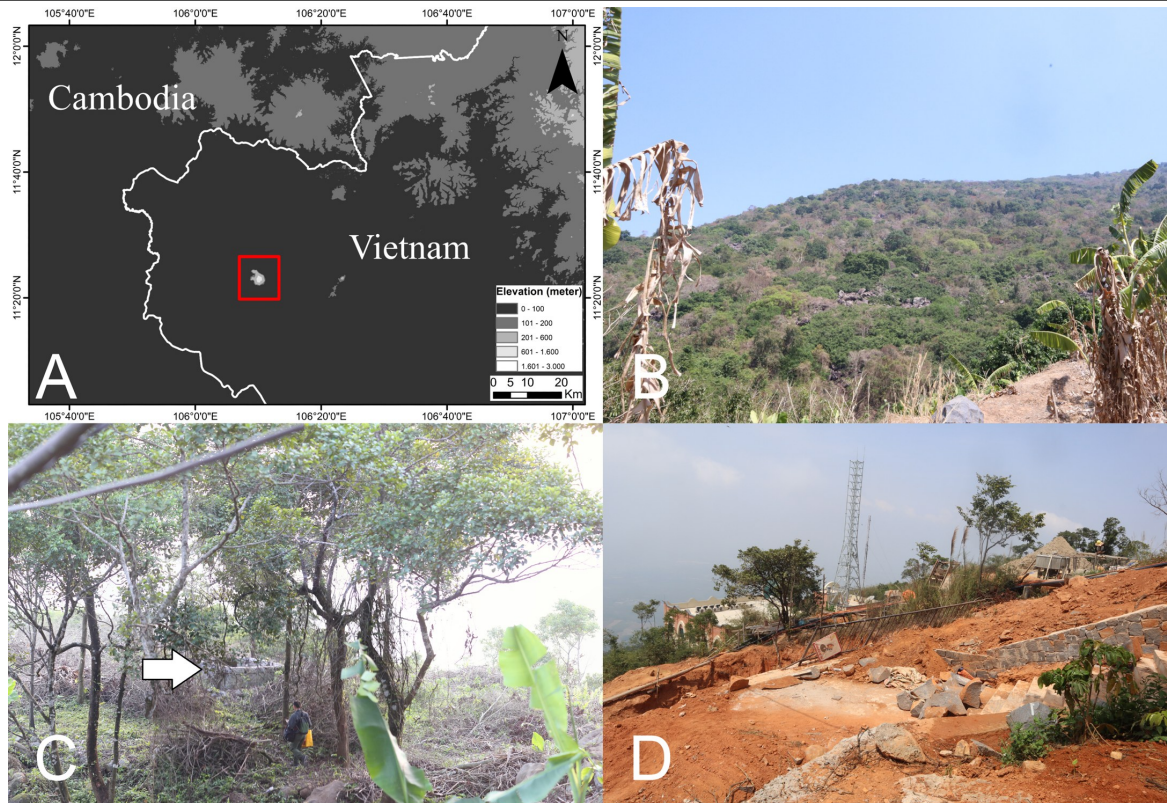 105°40'0"E 106°0'0"E 106°20'0"E 106°40'0"E 107°0'0"E
12°0'0"N 12°0'0"N
N
Cambodia
11°40'0"N 11°40'0"N
Vietnam
11°20'0"N 11°20'0"N
Elevation (meter)
0 - 100
101 - 200
201 - 600
601 - 1.600
1.601 - 3.000
0 5 10 20
Km
A
105°40'0"E 106°0'0"E 106°20'0"E 106°40'0"E 107°0'0"E
B
C
D